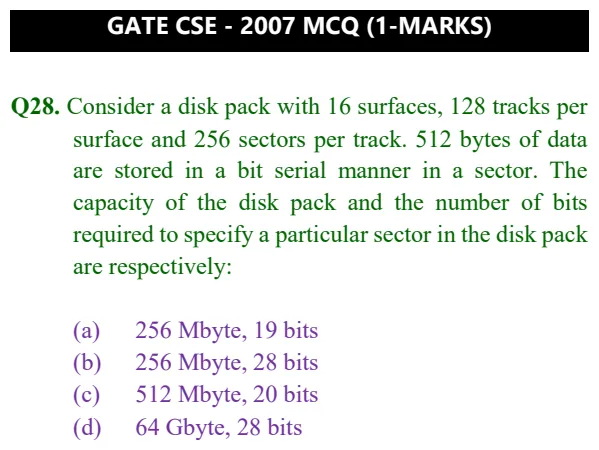 GATE CSE - 2007 MCQ (1-MARKS)
Q28. Consider a disk pack with 16 surfaces, 128 tracks per
surface and 256 sectors per track. 512 bytes of data
are stored in a bit serial manner in a sector. The
capacity of the disk pack and the number of bits
required to specify a particular sector in the disk pack
are respectively:
(a) 256 Mbyte, 19 bits
(b) 256 Mbyte, 28 bits
(c) 512 Mbyte, 20 bits
(d) 64 Gbyte, 28 bits